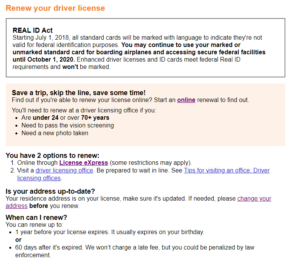 Renew your driver license
REAL ID Act
Starting July 1, 2018, all standard cards will be marked with language to indicate they're not
valid for federal identification purposes. You may continue to use your marked or
unmarked standard card for boarding airplanes and accessing secure federal facilities
until October 1, 2020. Enhanced driver licenses and ID cards meet federal Real ID
requirements and won't be marked.
Save a trip, skip the line, save some time!
Find out if you're able to renew your license online? Start an online renewal to find out.
You'll need to renew at a driver licensing office if you:
• Are under 24 or over 70+ years
• Need to pass the vision screening
• Need a new photo taken
You have 2 options to renew:
1. Online through License eXpress (some restrictions may apply).
2. Visit a driver licensing office. Be prepared to wait in line. See Tips for visiting an office. Driver
licensing offices.
Is your address up-to-date?
Your residence address is on your license, make sure it's updated. If needed, please change your
address before you renew.
When can I renew?
You can renew up to:
• 1 year before your license expires. It usually expires on your birthday.
or
• 60 days after it's expired. We won't charge a late fee, but you could be penalized by law
enforcement.